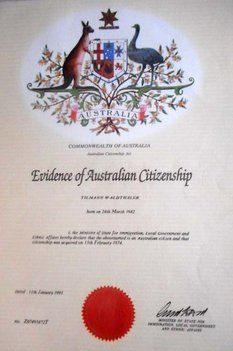 AUSTRALIA
COMMONWEALTH OF AUSTRALIA
Australian Citizenship Act
Evidence of Australian Citizenship
TILMANN WALDTHALER
born on 24th March 1942
I, the MINISTER of State for Immigration, Local Government and
Ethnic Affairs hereby declare that the abovenamed is an Australian citizen and that
citizenship was acquired on 15th February 1974.
dated 11th January 1993
no.
MINISTER OF STATE FOR
IMMIGRATION, LOCAL GOVERNMENT
AND ETHNIC AFFAIRS